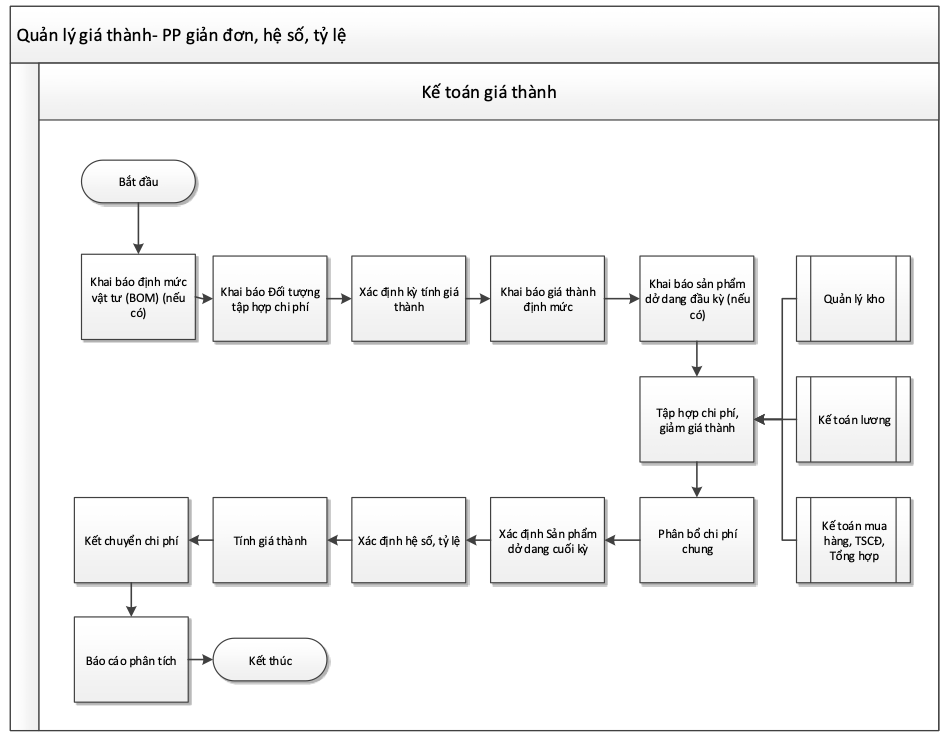 Quản lý giá thành- PP giản đơn, hệ số, tỷ lệ
Kế toán giá thành
Bắt đầu
Khai báo định mức
vật tư (BOM) (nếu
có)
Khai báo Đối tượng
tập hợp chi phí
Xác định kỳ tính giá
thành
Khai báo giá thành
định mức
Khai báo sản phẩm
dở dang đầu kỳ (nếu
có)
Quản lý kho
Tập hợp chi phí,
giảm giá thành
Kế toán lương
Kết chuyển chi phí
Tính giá thành
Xác định hệ số, tỷ lệ
Xác định Sản phẩm
dở dang cuối kỳ
Phân bổ chi phí
chung
Kế toán mua
hàng, TSCĐ,
Tổng hợp
Báo cáo phân tích
Kết thúc